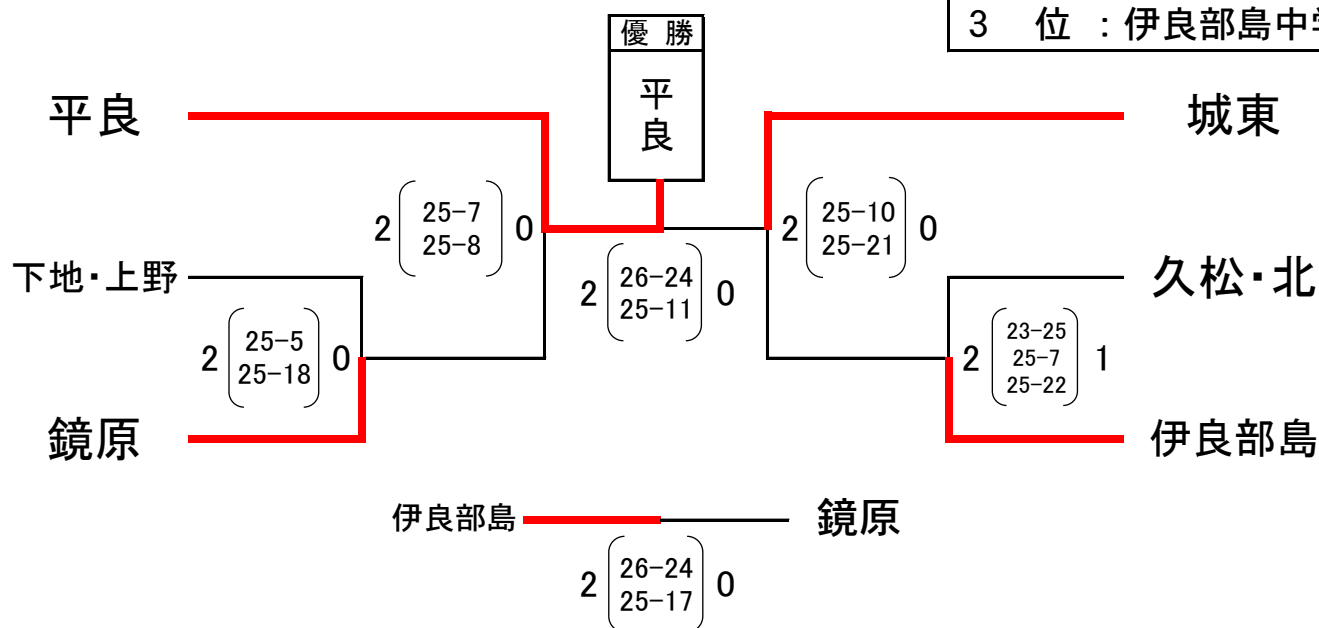 3 位 : 伊良部島中
優 勝
平良
平良
城東
2 25-7 0
25-8
2 25-10 0
25-21
下地・上野
久松・北
2 26-24 0
25-11
2 25-5 0
25-18
2 23-25 1
25-7
25-22
鏡原
伊良部島
伊良部島
鏡原
2 26-24 0
25-17